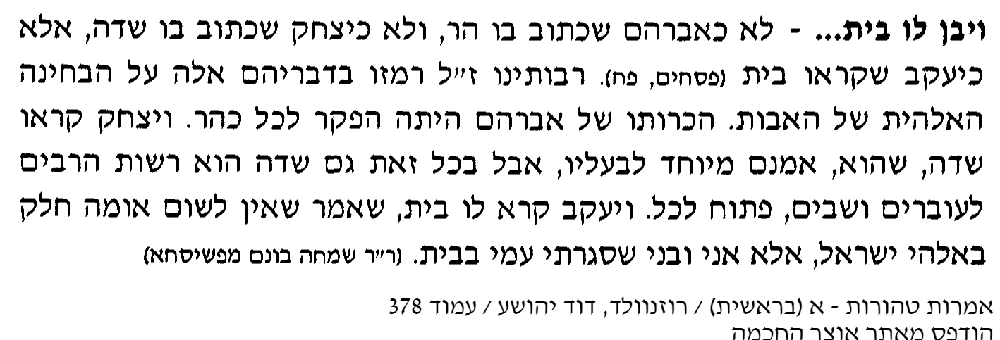 ויבן לו בית... - לא כאברהם שכתוב בו הר, ולא כיצחק שכתוב בו שדה, אלא
כיעקב שקראו בית (פסחים, פח). רבותינו ז״ל רמזו בדבריהם אלה על הבחינה
האלהית של האבות. הכרותו של אברהם היתה הפקר לכל כהר. ויצחק קראו
שדה, שהוא, אמנם מיוחד לבעליו, אבל בכל זאת גם שדה הוא רשות הרבים
לעוברים ושבים, פתוח לכל. ויעקב קרא לו בית, שאמר שאין לשום אומה חלק
באלהי ישראל, אלא אני ובני שסגרתי עמי בבית. (ר״ר שמחה בונם מפשיסחא)
אמרות טהורות - א (בראשית) / רוזנוולד, דוד יהושע / עמוד 378
הודפס מאתר אוצר החכמה